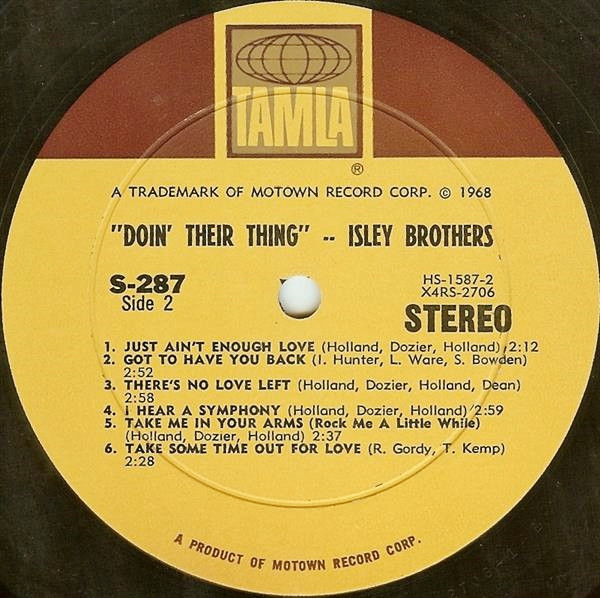 TAMLA
®
A TRADEMARK OF MOTOWN RECORD CORP. © 1968
"DOIN' THEIR THING" -- ISLEY BROTHERS
S-287
Side 2
HS-1587-2
X4RS-2706
STEREO
1. JUST AIN'T ENOUGH LOVE (Holland, Dozier, Holland) 2:12
2. GOT TO HAVE YOU BACK (I. Hunter, L. Ware, S. Bowden)
2:52
3. THERE'S NO LOVE LEFT (Holland, Dozier, Holland, Dean)
2:58
4. I HEAR A SYMPHONY (Holland, Dozier, Holland) 2:59
5. TAKE ME IN YOUR ARMS (Rock Me A Little While)
(Holland, Dozier, Holland) 2:37
6. TAKE SOME TIME OUT FOR LOVE (R. Gordy, T. Kemp)
2:28
A PRODUCT OF MOTOWN RECORD CORP.